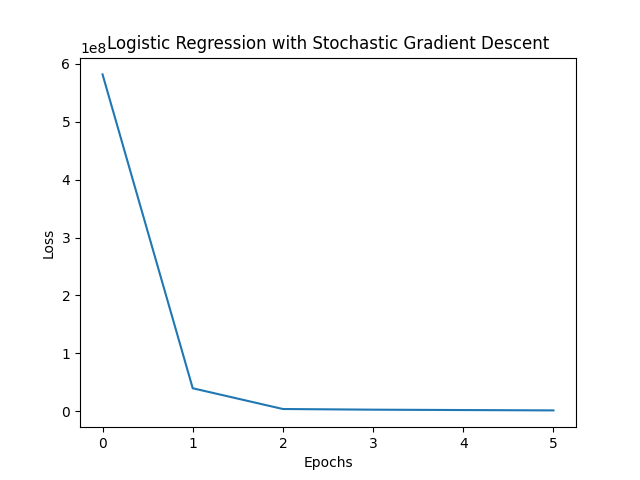 Logistic Regression with Stochastic Gradient Descent
1e8
6
5
4
3
2
1
0
Loss
0 1 2 3 4 5
Epochs